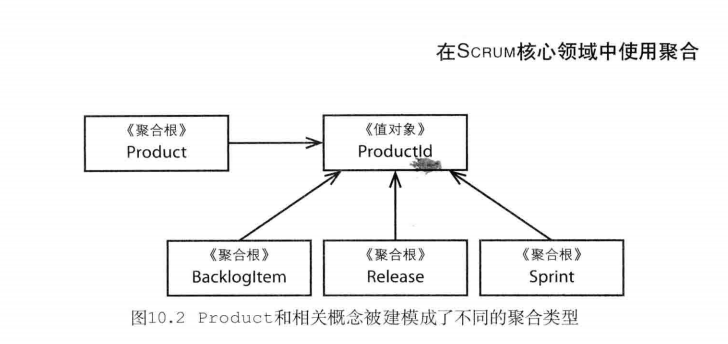 在SCRUM核心领域中使用聚合
《聚合根》
Product
《值对象》
ProductId
《聚合根》
BacklogItem
《聚合根》
Release
《聚合根》
Sprint
图10.2 Product和相关概念被建模成了不同的聚合类型